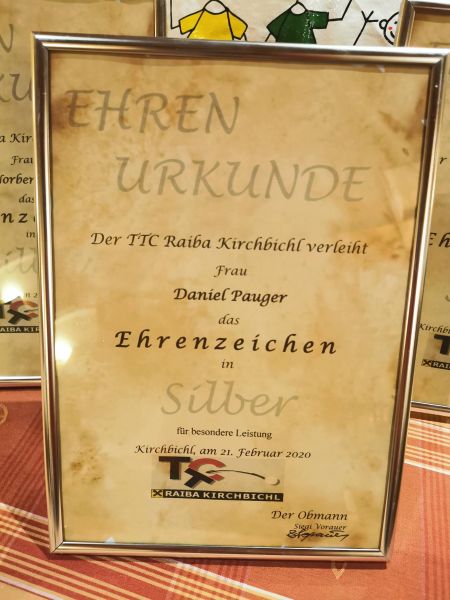 EHREN
URKUNDE
Der TTC Raiba Kirchbichl verleiht
Frau
Daniel Pauger
das
Ehrenzeichen
in
Silber
für besondere Leistung
Kirchbichl, am 21. Februar 2020
TTC
RAIBA KIRCHBICHL
Der Obmann
Siegi Vorauer